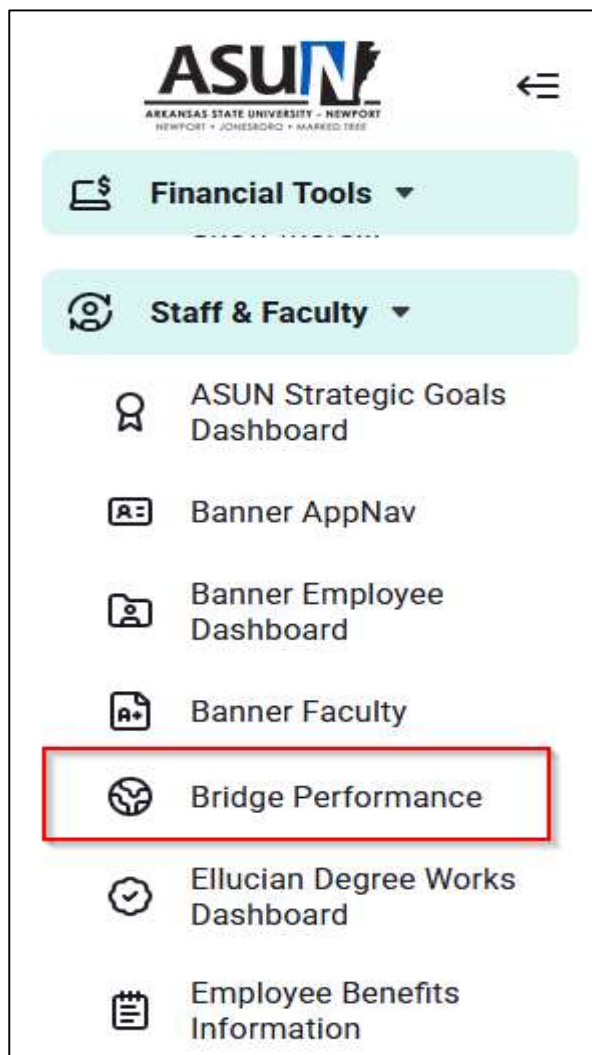 ASUN
ARKANSAS STATE UNIVERSITY - NEWPORT
NEWPORT • JONESBORO • MARKED TREE
Financial Tools
Staff & Faculty
ASUN Strategic Goals
Dashboard
Banner AppNav
Banner Employee
Dashboard
A+
Banner Faculty
Bridge Performance
Ellucian Degree Works
Dashboard
Employee Benefits
Information